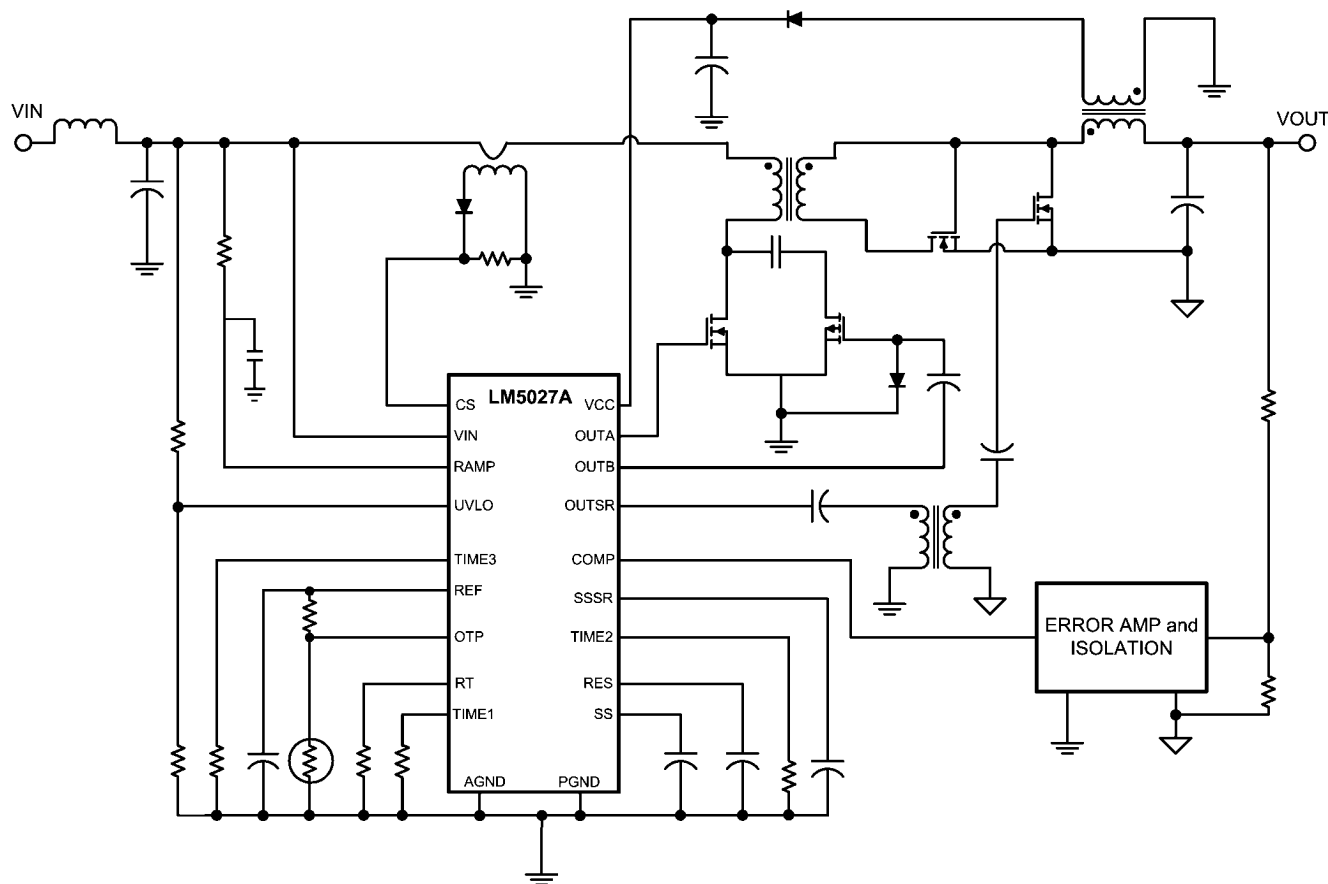 VIN
VOUT
LM5027A
CS
VCC
VIN
OUTA
RAMP
OUTB
UVLO
OUTSR
TIME3
COMP
REF
SSSR
OTP
TIME2
RT
RES
TIME1
SS
AGND
PGND
ERROR AMP and
ISOLATION